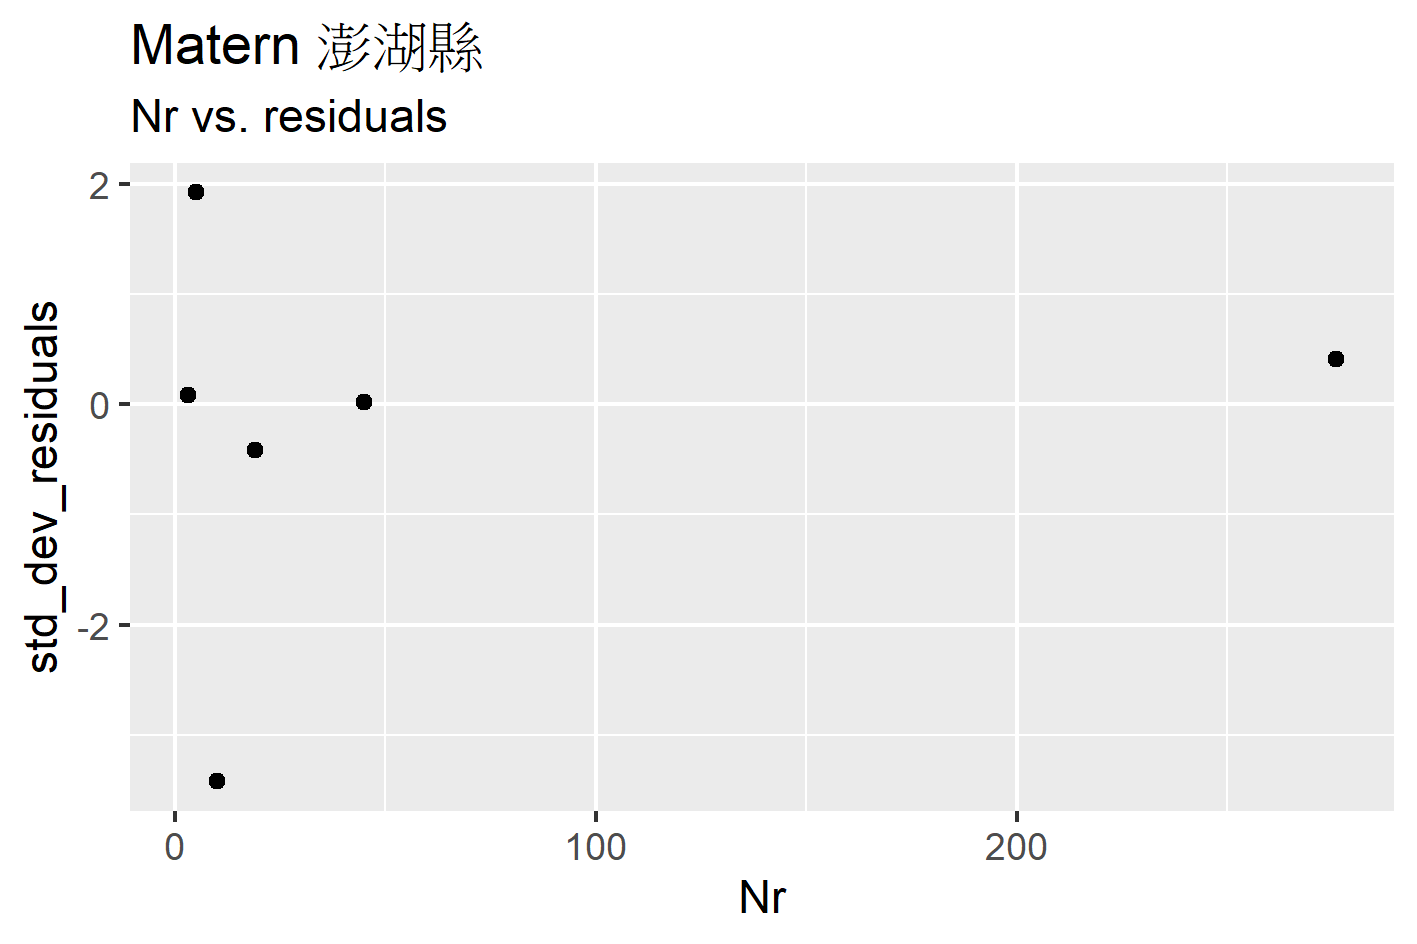 Matern 澎湖縣
Nr vs. residuals
std_dev_residuals
2
0
-2
0
100
200
Nr